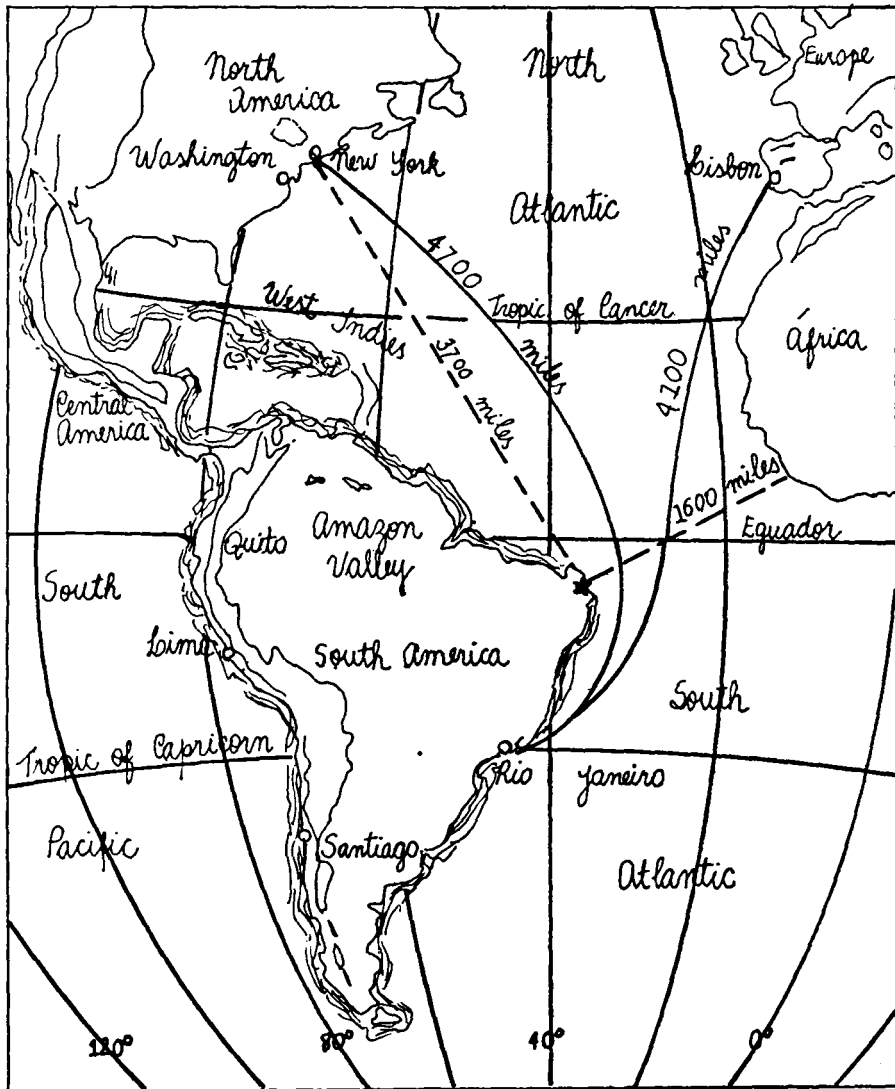 North
America
North
Europe
Washington
New York
Lisbon
Atlantic
4700 miles
miles
West Indies
Tropic of Cancer
África
3700 miles
4100
Central
America
1600 miles
Amazon
Valley
Quito
Equador
South
Lima
South America
South
Tropic of Capricorn
Rio
Janeiro
Pacific
Santiago
Atlantic
120°
80°
40°
0°